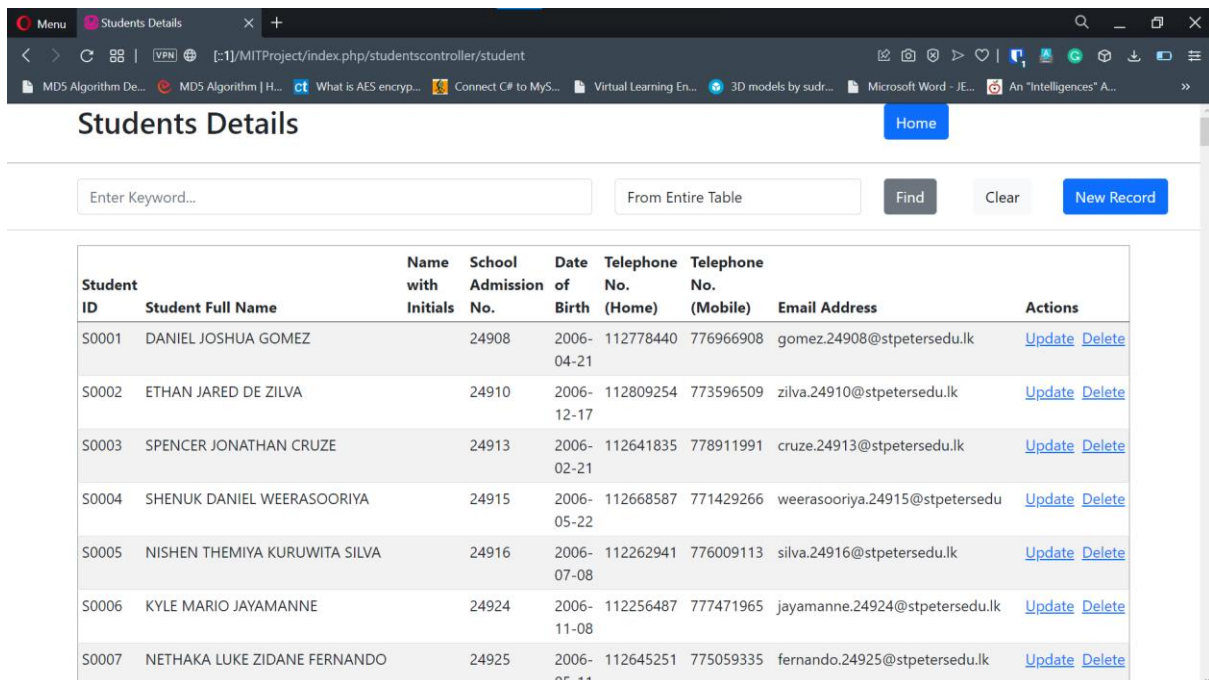 Menu
Students Details
VPN
[::1]/MITProject/index.php/studentscontroller/student
MD5 Algorithm De...
MD5 Algorithm | H...
ct What is AES encryp...
Connect C# to MyS...
Virtual Learning En...
3D models by sudr...
Microsoft Word - JE...
An "Intelligences" A...
Students Details
Home
Enter Keyword...
From Entire Table
Find
Clear
New Record
Student ID Student Full Name Name with Initials School Admission No. Date of Birth Telephone No. (Home) Telephone No. (Mobile) Email Address Actions
S0001 DANIEL JOSHUA GOMEZ 24908 2006-04-21 112778440 776966908 gomez.24908@stpetersedu.lk Update Delete
S0002 ETHAN JARED DE ZILVA 24910 2006-12-17 112809254 773596509 zilva.24910@stpetersedu.lk Update Delete
S0003 SPENCER JONATHAN CRUZE 24913 2006-02-21 112641835 778911991 cruze.24913@stpetersedu.lk Update Delete
S0004 SHENUK DANIEL WEERASOORIYA 24915 2006-05-22 112668587 771429266 weerasooriya.24915@stpetersedu Update Delete
S0005 NISHEN THEMIYA KURUWITA SILVA 24916 2006-07-08 112262941 776009113 silva.24916@stpetersedu.lk Update Delete
S0006 KYLE MARIO JAYAMANNE 24924 2006-11-08 112256487 777471965 jayamanne.24924@stpetersedu.lk Update Delete
S0007 NETHAKA LUKE ZIDANE FERNANDO 24925 2006- 112645251 775059335 fernando.24925@stpetersedu.lk Update Delete